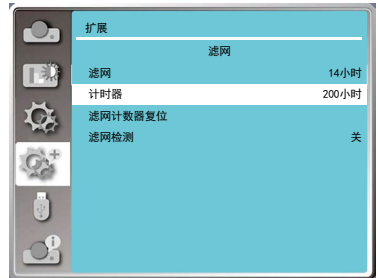 扩展
滤网
滤网 14小时
计时器 200小时
滤网计数器复位
滤网检测 关